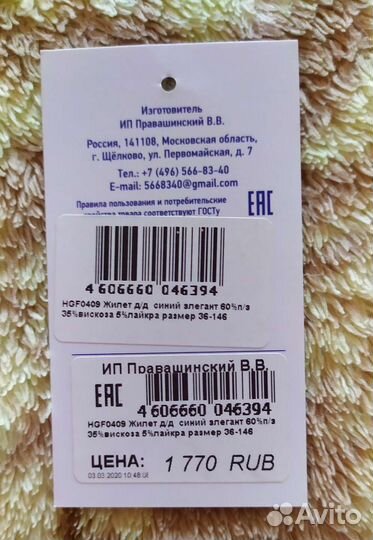 Изготовитель
ИП Правашинский В.В.
Россия, 141108, Московская область,
г. Щёлково, ул. Первомайская, д. 7
Тел.: +7 (496) 566-83-40
E-mail: 5668340@gmail.com
Правила пользования и потребительские
свойства товара соответствуют ГОСТу
EAC
4 606660 046394
HGF0409 Жилет д/д синий элегант 60%п/э
35%вискоза 5%лайкра размер 36-146
ИП Правашинский В.В.
EAC
4 606660 046394
HGF0409 Жилет д/д синий элегант 60%п/э
35%вискоза 5%лайкра размер 36-146
ЦЕНА: 1 770 RUB
03.03.2020 10:48:08
Avito